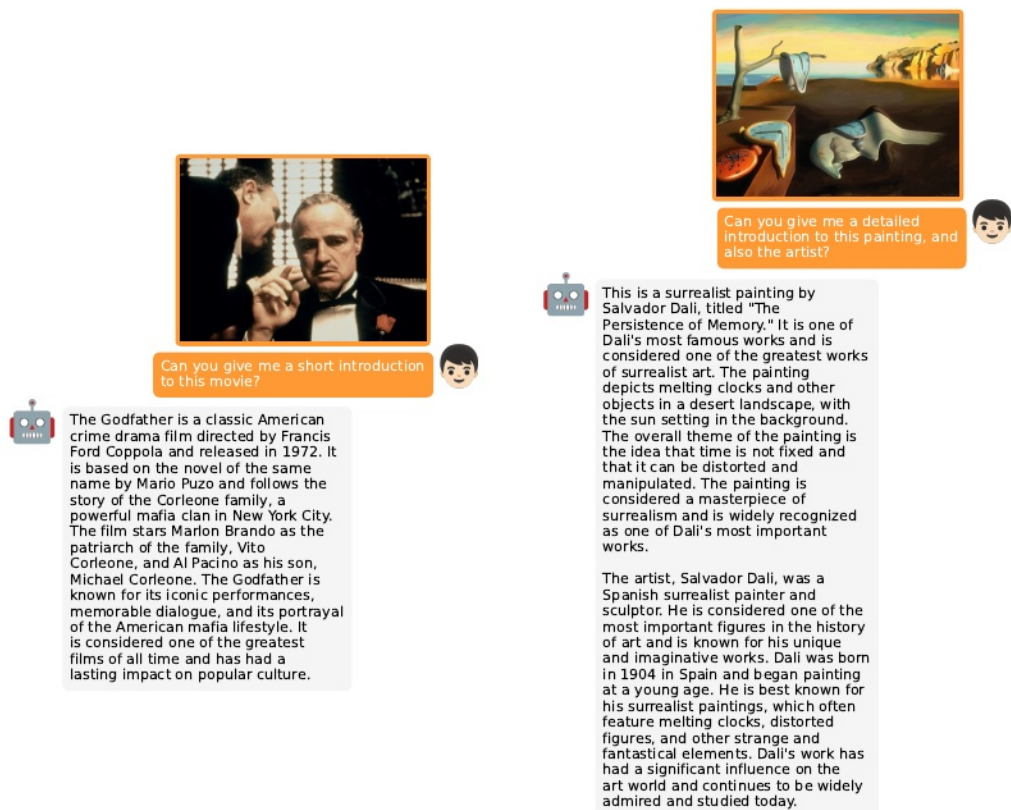 Can you give me a short introduction
to this movie?
The Godfather is a classic American
crime drama film directed by Francis
Ford Coppola and released in 1972. It
is based on the novel of the same
name by Mario Puzo and follows the
story of the Corleone family, a
powerful mafia clan in New York City.
The film stars Marlon Brando as the
patriarch of the family, Vito
Corleone, and Al Pacino as his son,
Michael Corleone. The Godfather is
known for its iconic performances,
memorable dialogue, and its portrayal
of the American mafia lifestyle. It
is considered one of the greatest
films of all time and has had a
lasting impact on popular culture.
Can you give me a detailed
introduction to this painting, and
also the artist?
This is a surrealist painting by
Salvador Dali, titled "The
Persistence of Memory." It is one of
Dali's most famous works and is
considered one of the greatest works
of surrealist art. The painting
depicts melting clocks and other
objects in a desert landscape, with
the sun setting in the background.
The overall theme of the painting is
the idea that time is not fixed and
that it can be distorted and
manipulated. The painting is
considered a masterpiece of
surrealism and is widely recognized
as one of Dali's most important
works.
The artist, Salvador Dali, was a
Spanish surrealist painter and
sculptor. He is considered one of the
most important figures in the history
of art and is known for his unique
and imaginative works. Dali was born
in 1904 in Spain and began painting
at a young age. He is best known for
his surrealist paintings, which often
feature melting clocks, distorted
figures, and other strange and
fantastical elements. Dali's work has
had a significant influence on the
art world and continues to be widely
admired and studied today.